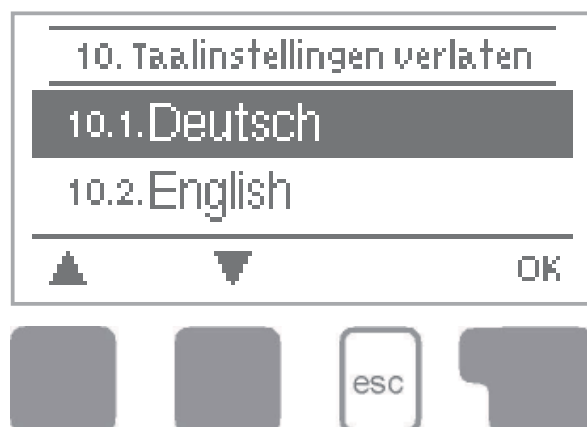 10. Taalinstellingen verlaten
10.1.Deutsch
10.2.English
▲ ▼ OK
esc